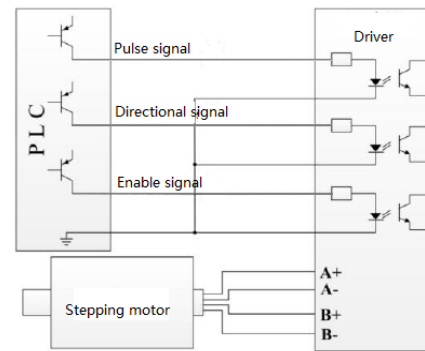 Driver
Pulse signal
PLC
Directional signal
Enable signal
A+
A-
Stepping motor
B+
B-